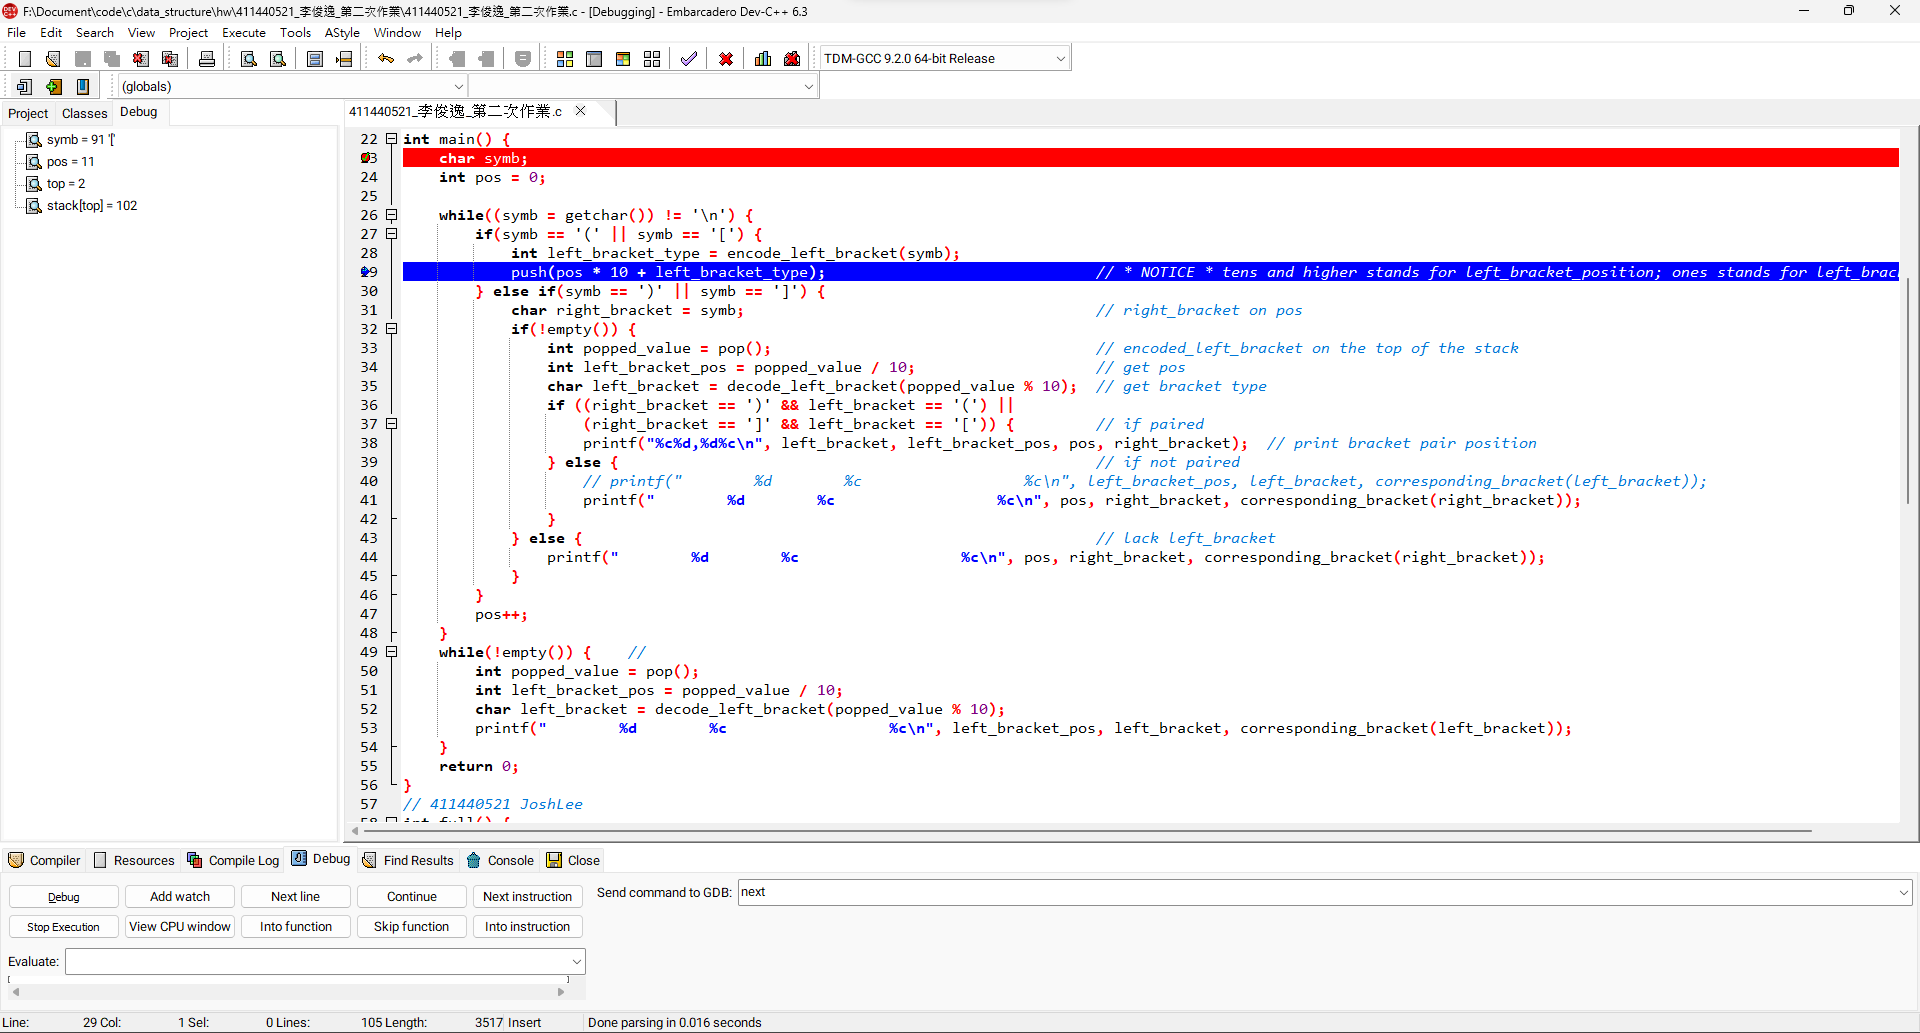 F:\Document\code\c\data_structure\hw\411440521_李俊逸_第二次作業\411440521_李俊逸_第二次作業.c - [Debugging] - Embarcadero Dev-C++ 6.3
File Edit Search View Project Execute Tools AStyle Window Help
TDM-GCC 9.2.0 64-bit Release
(globals)
Project Classes Debug
411440521_李俊逸_第二次作業.c
symb = 91 '['
pos = 11
top = 2
stack[top] = 102
22 int main() {
23     char symb;
24     int pos = 0;
25
26     while((symb = getchar()) != '\n') {
27         if(symb == '(' || symb == '[') {
28             int left_bracket_type = encode_left_bracket(symb);
29             push(pos * 10 + left_bracket_type); // * NOTICE * tens and higher stands for left_bracket_position; ones stands for left_brac
30         } else if(symb == ')' || symb == ']') {
31             char right_bracket = symb; // right_bracket on pos
32             if(!empty()) {
33                 int popped_value = pop(); // encoded_left_bracket on the top of the stack
34                 int left_bracket_pos = popped_value / 10; // get pos
35                 char left_bracket = decode_left_bracket(popped_value % 10); // get bracket type
36                 if ((right_bracket == ')' && left_bracket == '(') ||
37                     (right_bracket == ']' && left_bracket == '[')) { // if paired
38                     printf("%c%d,%d%c\n", left_bracket, left_bracket_pos, pos, right_bracket); // print bracket pair position
39                 } else { // if not paired
40                     // printf("        %d        %c                  %c\n", left_bracket_pos, left_bracket, corresponding_bracket(left_bracket));
41                     printf("        %d        %c                  %c\n", pos, right_bracket, corresponding_bracket(right_bracket));
42                 }
43             } else { // lack left_bracket
44                 printf("        %d        %c                  %c\n", pos, right_bracket, corresponding_bracket(right_bracket));
45             }
46         }
47         pos++;
48     }
49     while(!empty()) { //
50         int popped_value = pop();
51         int left_bracket_pos = popped_value / 10;
52         char left_bracket = decode_left_bracket(popped_value % 10);
53         printf("        %d        %c                  %c\n", left_bracket_pos, left_bracket, corresponding_bracket(left_bracket));
54     }
55     return 0;
56 }
57 // 411440521 JoshLee
58 int full() {
Compiler Resources Compile Log Debug Find Results Console Close
Debug Add watch Next line Continue Next instruction Send command to GDB: next
Stop Execution View CPU window Into function Skip function Into instruction
Evaluate:
Line: 29 Col: 1 Sel: 0 Lines: 105 Length: 3517 Insert Done parsing in 0.016 seconds